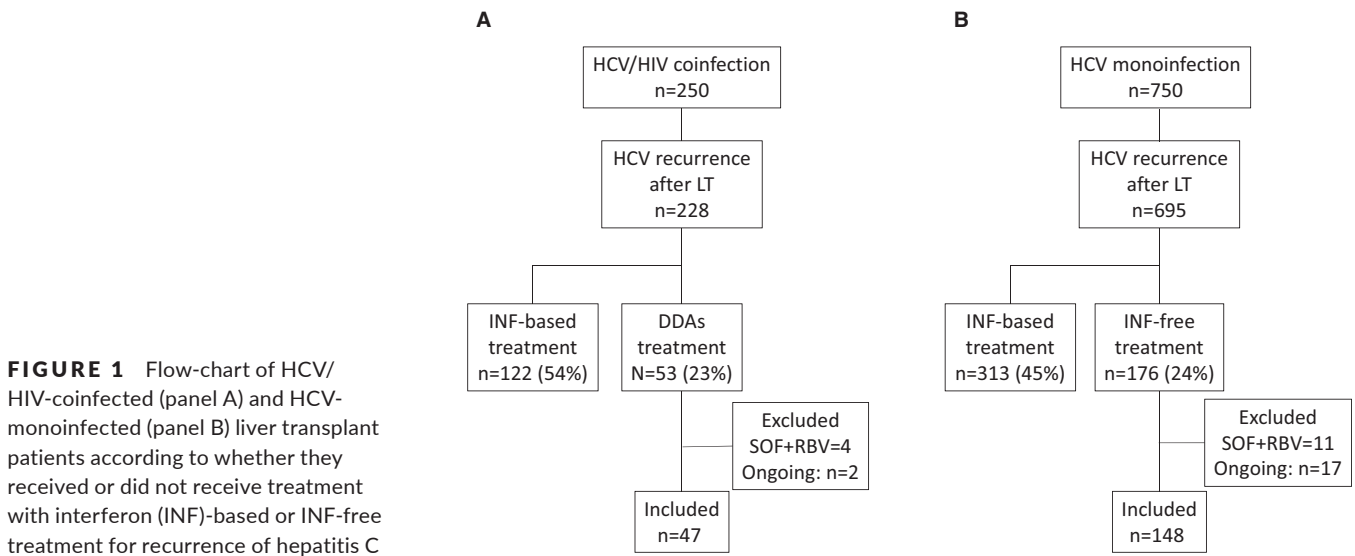 A
HCV/HIV coinfection
n=250
HCV recurrence
after LT
n=228
INF-based
treatment
n=122 (54%)
DDAs
treatment
N=53 (23%)
Excluded
SOF+RBV=4
Ongoing: n=2
Included
n=47
B
HCV monoinfection
n=750
HCV recurrence
after LT
n=695
INF-based
treatment
n=313 (45%)
INF-free
treatment
n=176 (24%)
Excluded
SOF+RBV=11
Ongoing: n=17
Included
n=148
FIGURE 1 Flow-chart of HCV/
HIV-coinfected (panel A) and HCV-
monoinfected (panel B) liver transplant
patients according to whether they
received or did not receive treatment
with interferon (INF)-based or INF-free
treatment for recurrence of hepatitis C